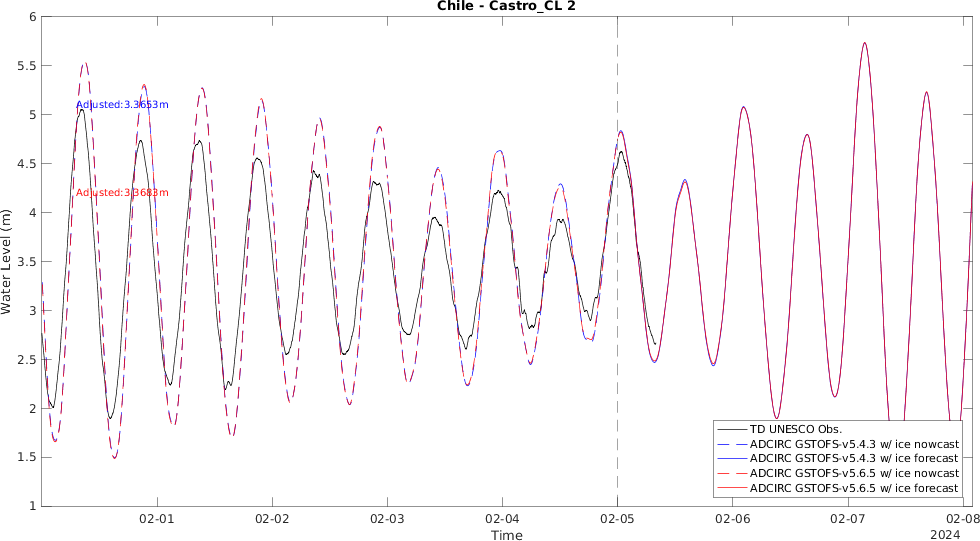 Chile - Castro_CL 2
6
5.5
5
4.5
4
3.5
3
2.5
2
1.5
1
Water Level (m)
Adjusted:3.3653m
Adjusted:3.3683m
TD UNESCO Obs.
ADCIRC GSTOFS-v5.4.3 w/ ice nowcast
ADCIRC GSTOFS-v5.4.3 w/ ice forecast
ADCIRC GSTOFS-v5.6.5 w/ ice nowcast
ADCIRC GSTOFS-v5.6.5 w/ ice forecast
02-01 02-02 02-03 02-04 02-05 02-06 02-07 02-08
Time
2024